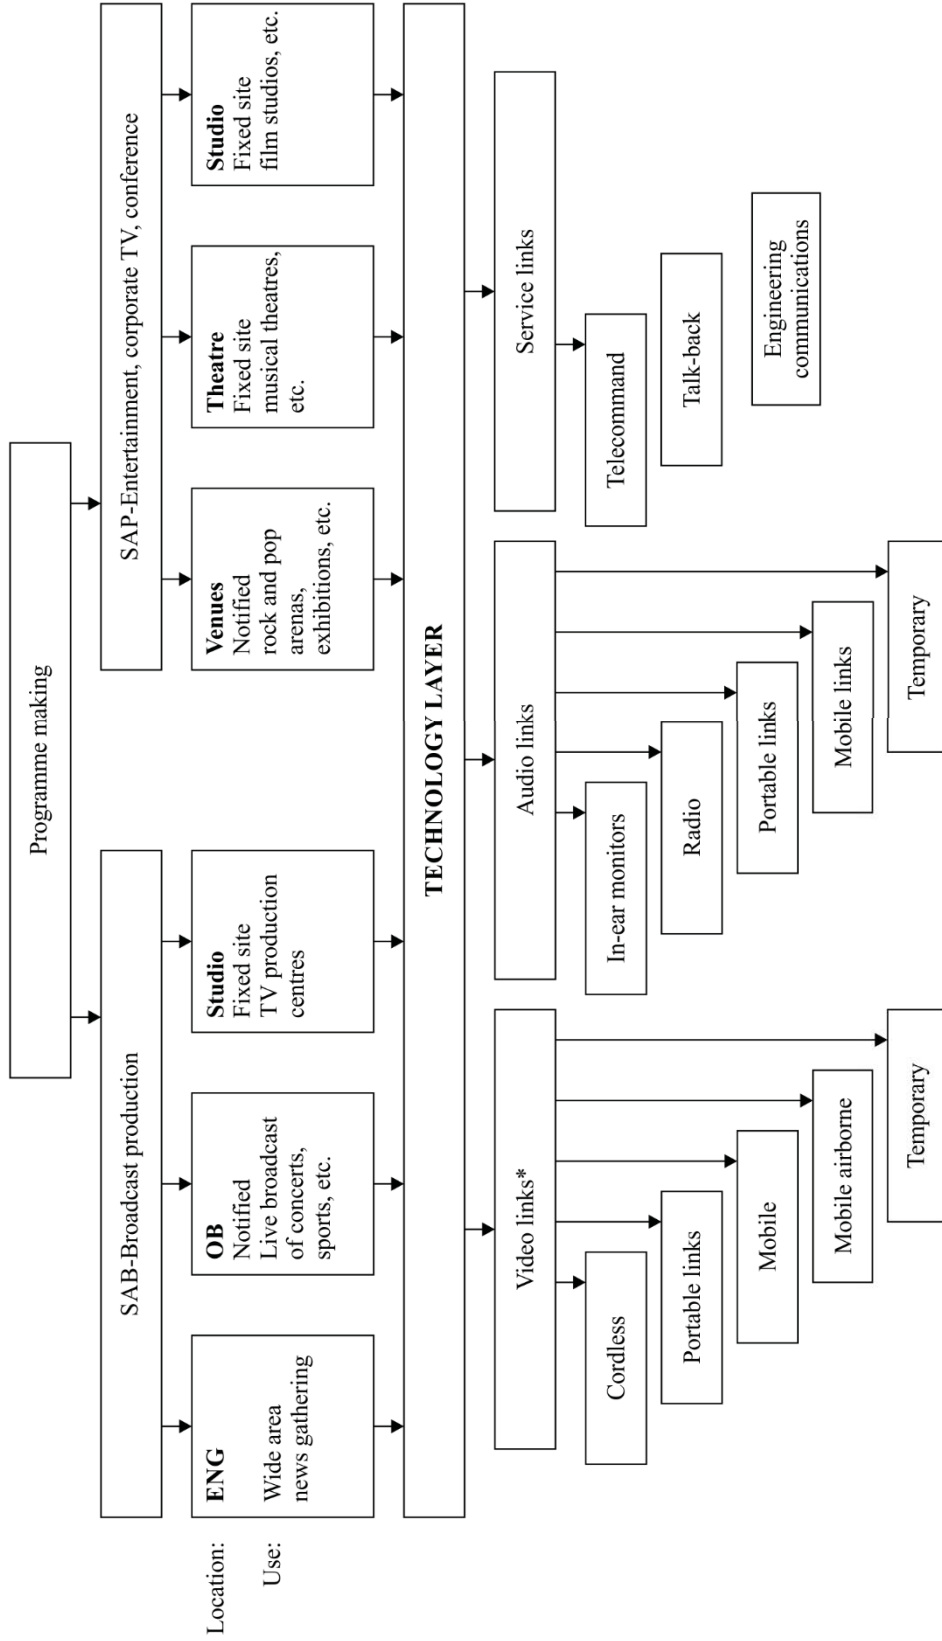 Programme making
SAB-Broadcast production
SAP-Entertainment, corporate TV, conference
Location:
Use:
ENG
Wide area
news gathering
OB
Notified
Live broadcast
of concerts,
sports, etc.
Studio
Fixed site
TV production
centres
Venues
Notified
rock and pop
arenas,
exhibitions, etc.
Theatre
Fixed site
musical theatres,
etc.
Studio
Fixed site
film studios, etc.
TECHNOLOGY LAYER
Video links*
Cordless
Portable links
Mobile
Mobile airborne
Temporary
Audio links
In-ear monitors
Radio
Portable links
Mobile links
Temporary
Service links
Telecommand
Talk-back
Engineering
communications